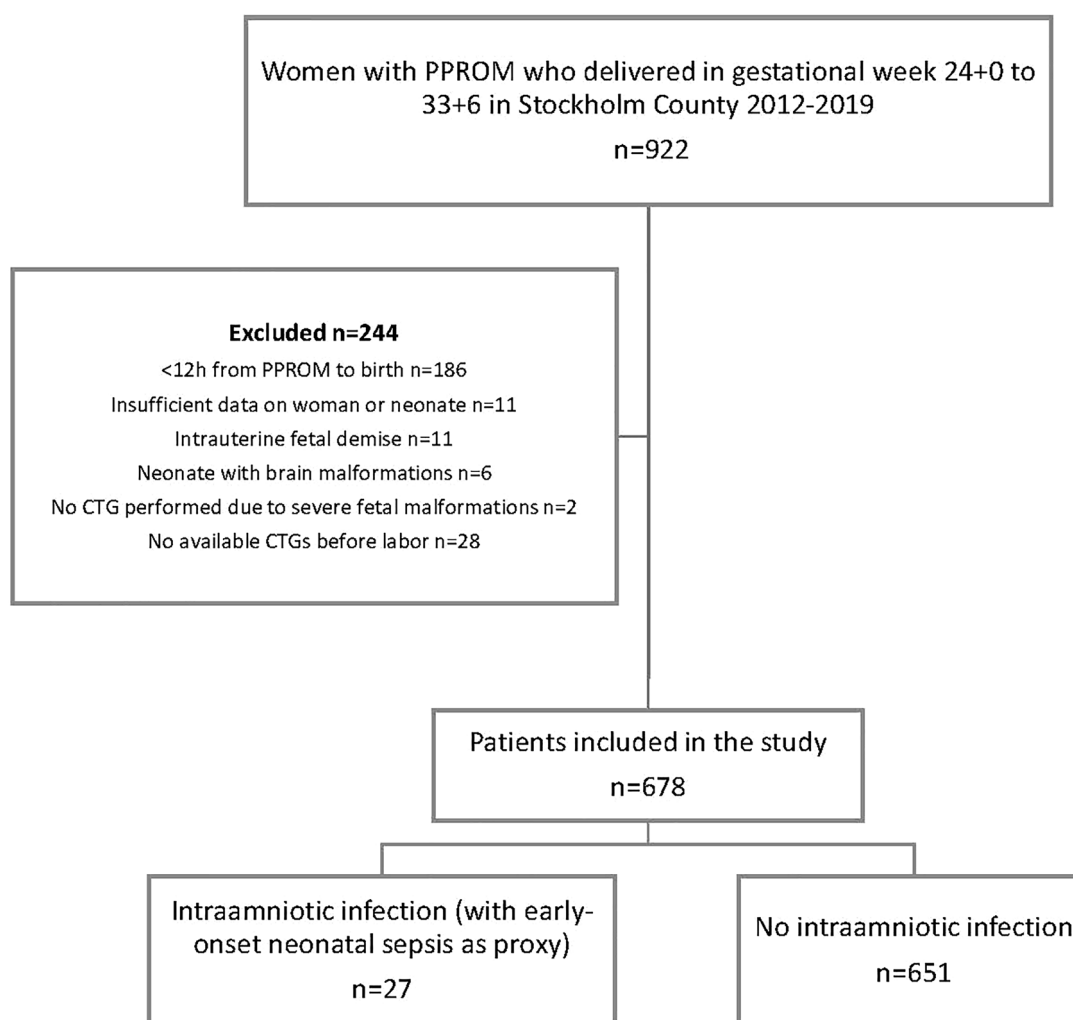 Women with PPROM who delivered in gestational week 24+0 to
33+6 in Stockholm County 2012-2019
n=922
Excluded n=244
<12h from PPROM to birth n=186
Insufficient data on woman or neonate n=11
Intrauterine fetal demise n=11
Neonate with brain malformations n=6
No CTG performed due to severe fetal malformations n=2
No available CTGs before labor n=28
Patients included in the study
n=678
Intraamniotic infection (with early-
onset neonatal sepsis as proxy)
n=27
No intraamniotic infection
n=651